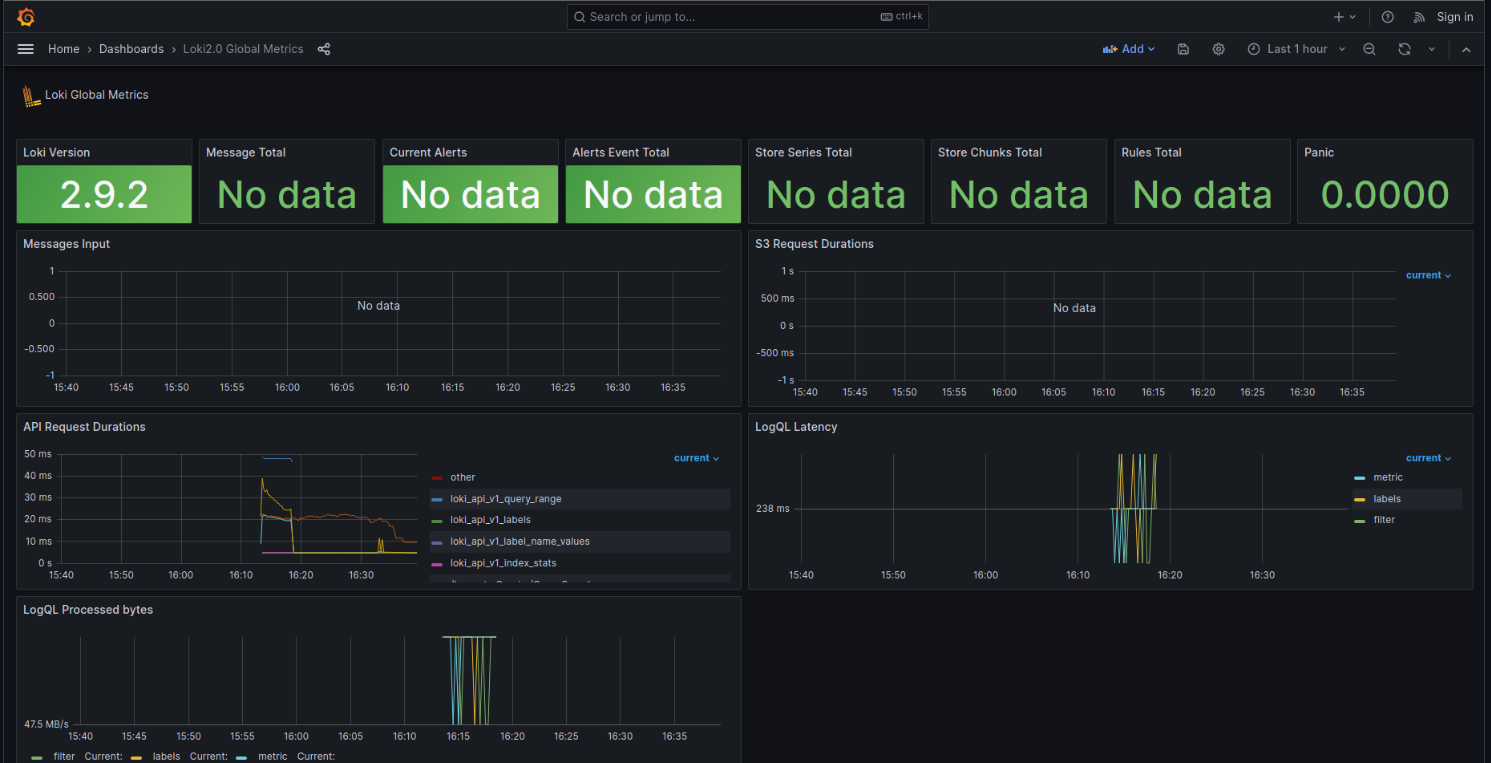 Search or jump to... ctrl+k Sign in
Home › Dashboards › Loki2.0 Global Metrics Add Last 1 hour
Loki Global Metrics
Loki Version
2.9.2
Message Total
No data
Current Alerts
No data
Alerts Event Total
No data
Store Series Total
No data
Store Chunks Total
No data
Rules Total
No data
Panic
0.0000
Messages Input
1
0.500
0
-0.500
-1
No data
15:40 15:45 15:50 15:55 16:00 16:05 16:10 16:15 16:20 16:25 16:30 16:35
S3 Request Durations
1 s
500 ms
0 s
-500 ms
-1 s
No data
current
15:40 15:45 15:50 15:55 16:00 16:05 16:10 16:15 16:20 16:25 16:30 16:35
API Request Durations
50 ms
40 ms
30 ms
20 ms
10 ms
0 s
15:40 15:50 16:00 16:10 16:20 16:30
current
other
loki_api_v1_query_range
loki_api_v1_labels
loki_api_v1_label_name_values
loki_api_v1_index_stats
LogQL Latency
238 ms
15:40 15:50 16:00 16:10 16:20 16:30
current
metric
labels
filter
LogQL Processed bytes
47.5 MB/s
15:40 15:45 15:50 15:55 16:00 16:05 16:10 16:15 16:20 16:25 16:30 16:35
filter Current: labels Current: metric Current: